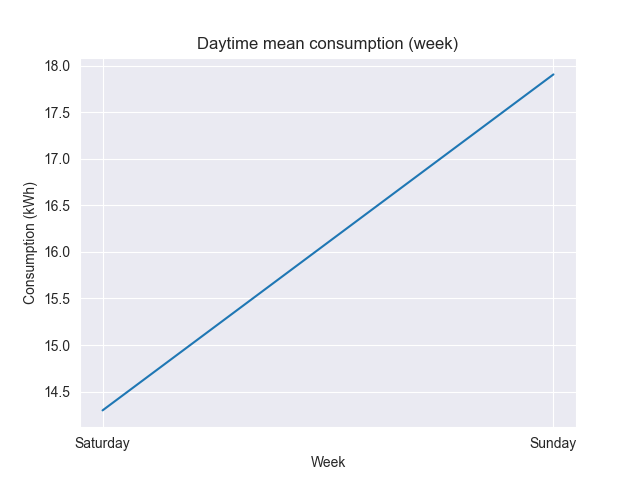 Daytime mean consumption (week)
18.0
17.5
17.0
16.5
16.0
15.5
15.0
14.5
Consumption (kWh)
Saturday
Sunday
Week